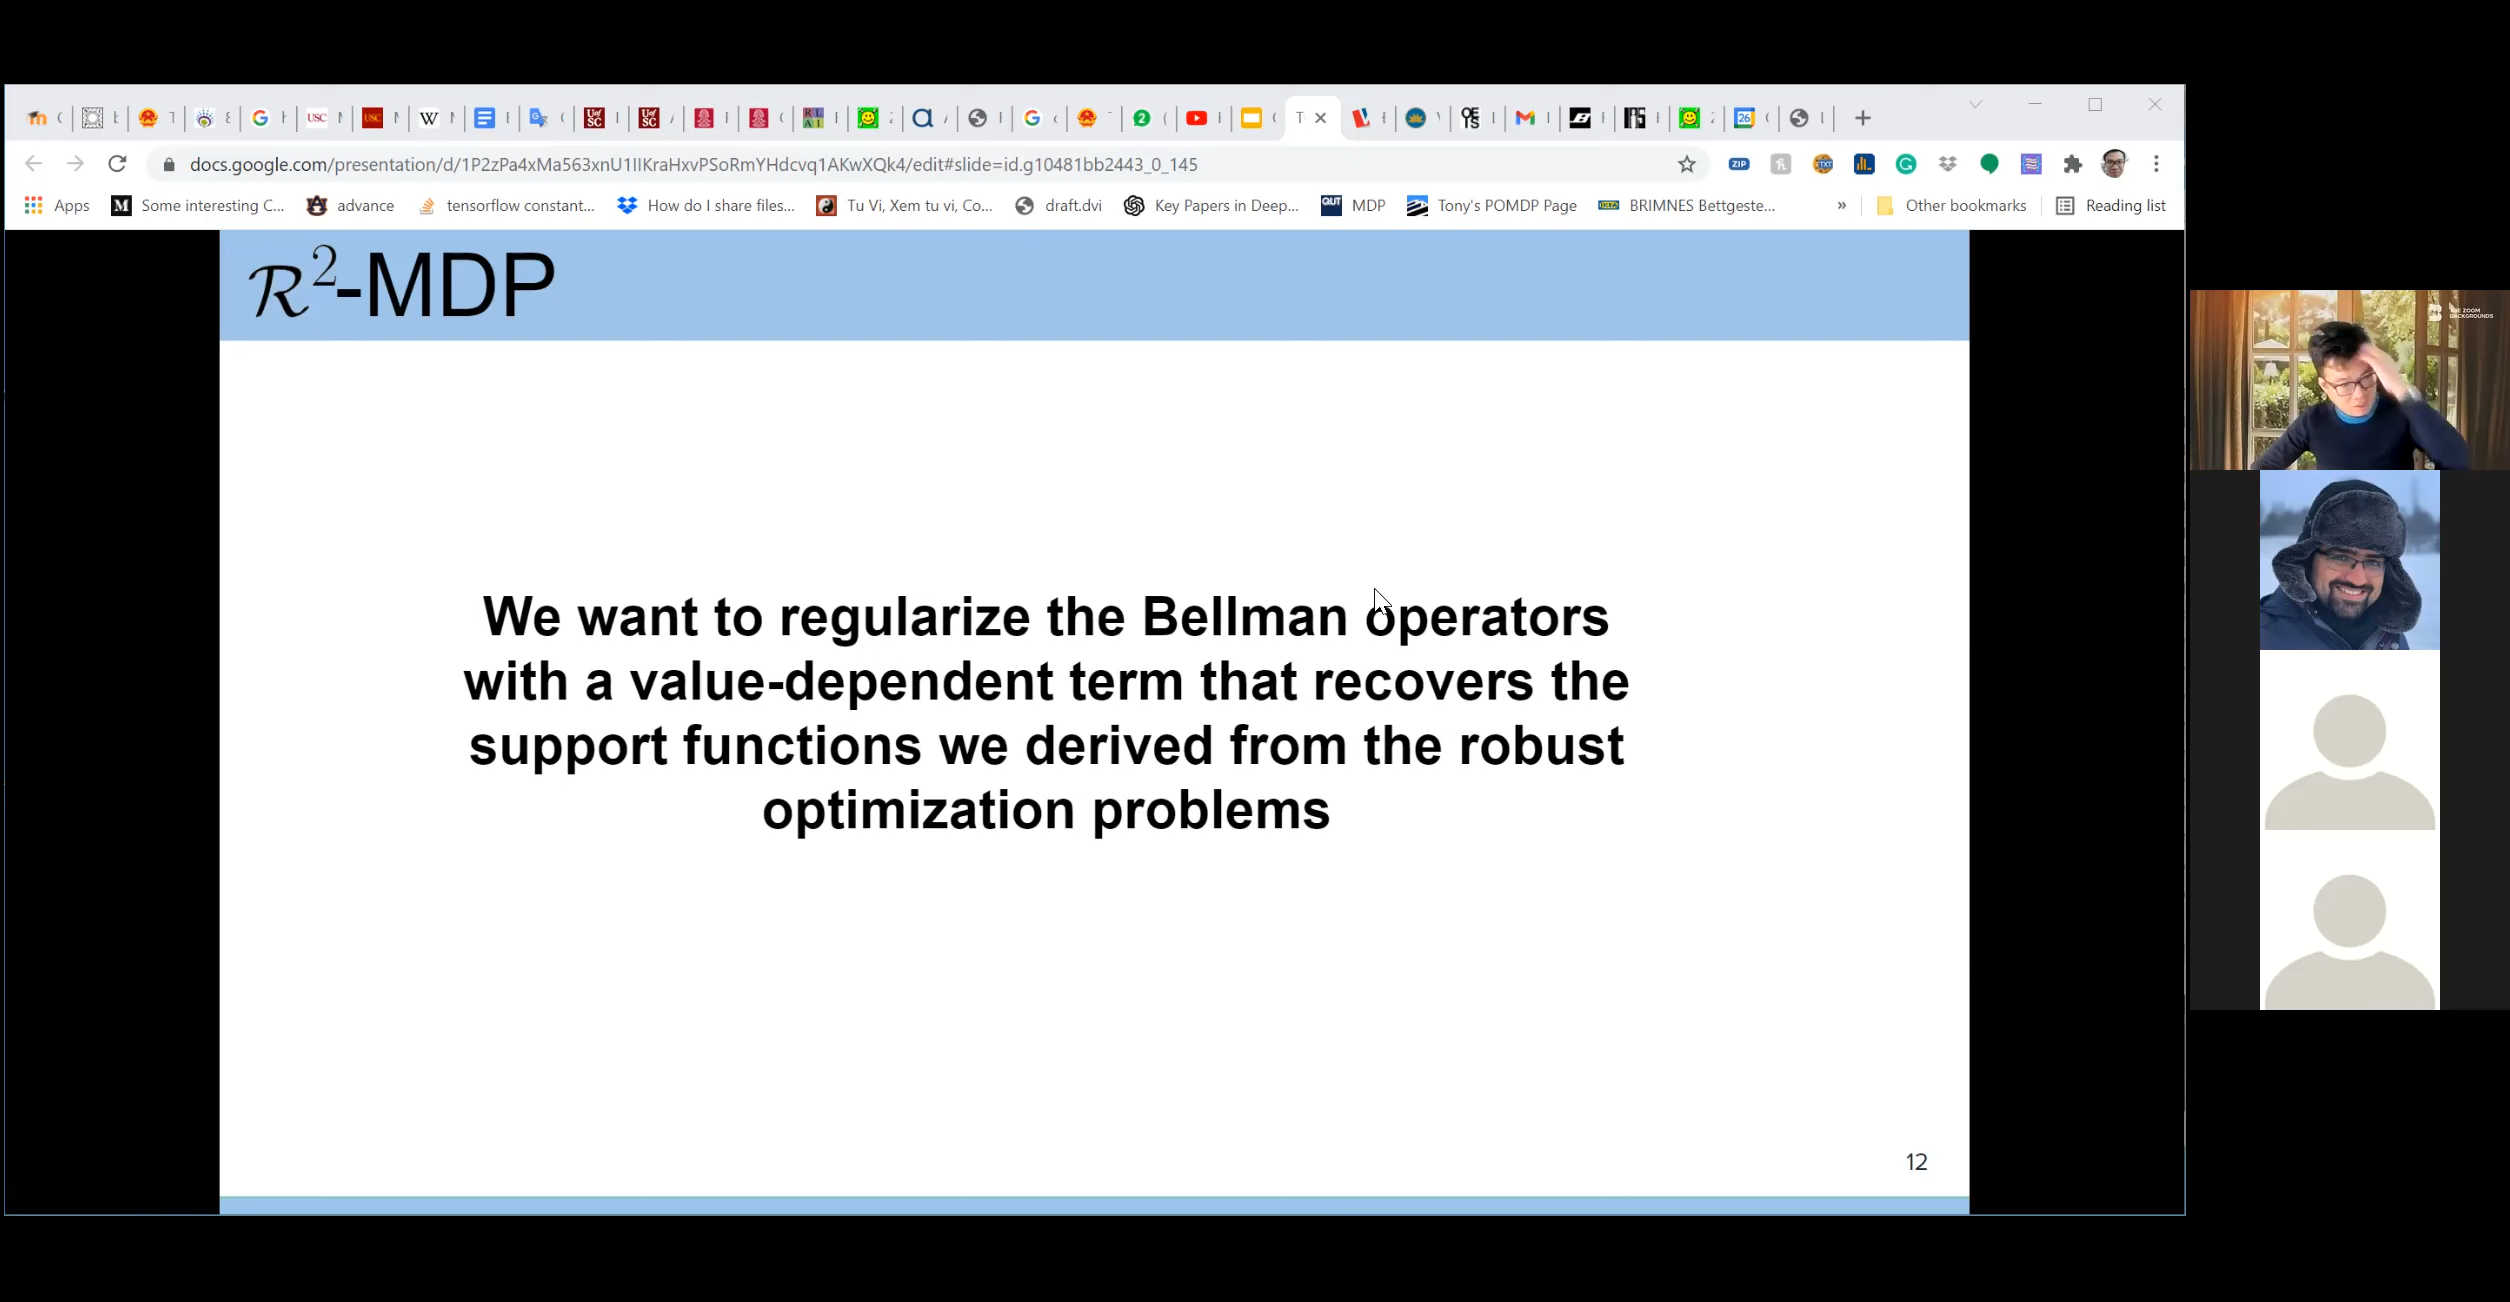 docs.google.com/presentation/d/1P2zPa4xMa563xnU1IIKraHxvPSoRmYHdcvq1AKwXQk4/edit#slide=id.g10481bb2443_0_145
Apps Some interesting C... advance tensorflow constant... How do I share files... Tu Vi, Xem tu vi, Co... draft.dvi Key Papers in Deep... MDP Tony's POMDP Page BRIMNES Bettgeste... » Other bookmarks Reading list
ℛ²-MDP
We want to regularize the Bellman operators
with a value-dependent term that recovers the
support functions we derived from the robust
optimization problems
12